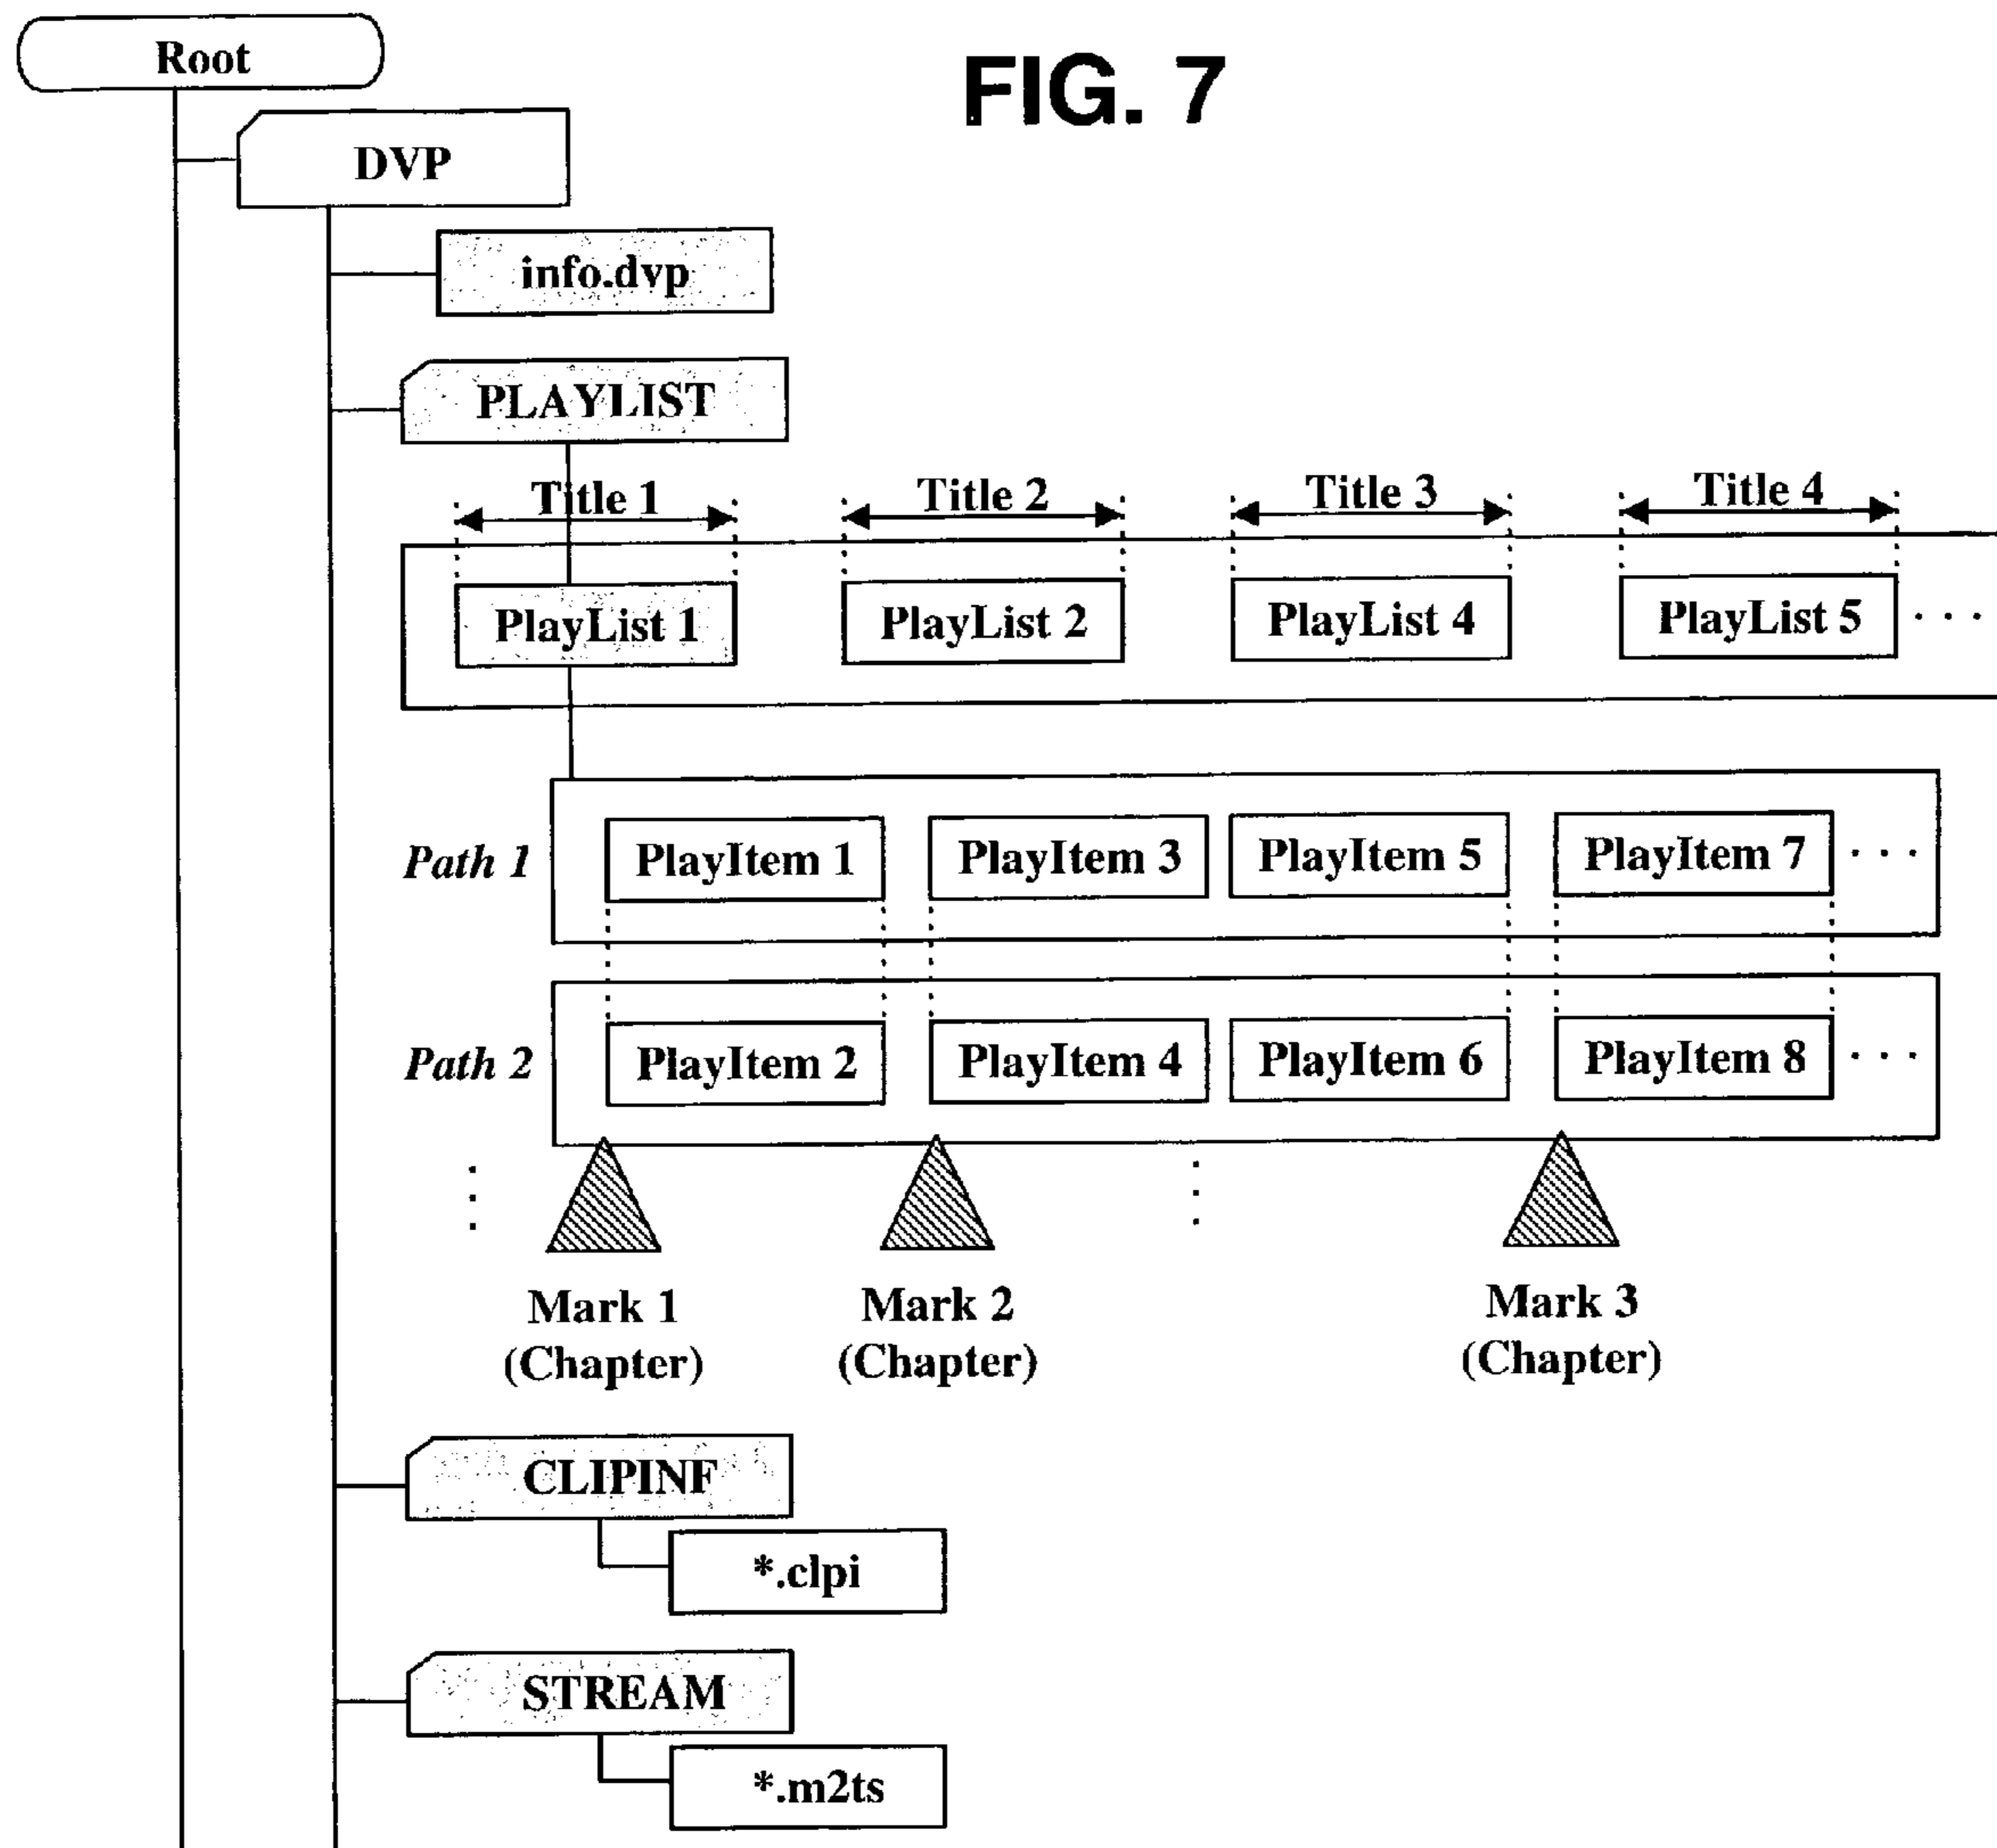 FIG. 7
Root
DVP
info.dvp
PLAYLIST
Title 1 Title 2 Title 3 Title 4
PlayList 1 PlayList 2 PlayList 4 PlayList 5 . . .
Path 1 PlayItem 1 PlayItem 3 PlayItem 5 PlayItem 7 . . .
Path 2 PlayItem 2 PlayItem 4 PlayItem 6 PlayItem 8 . . .
Mark 1 Mark 2 Mark 3
(Chapter) (Chapter) (Chapter)
CLIPINF
*.clpi
STREAM
*.m2ts